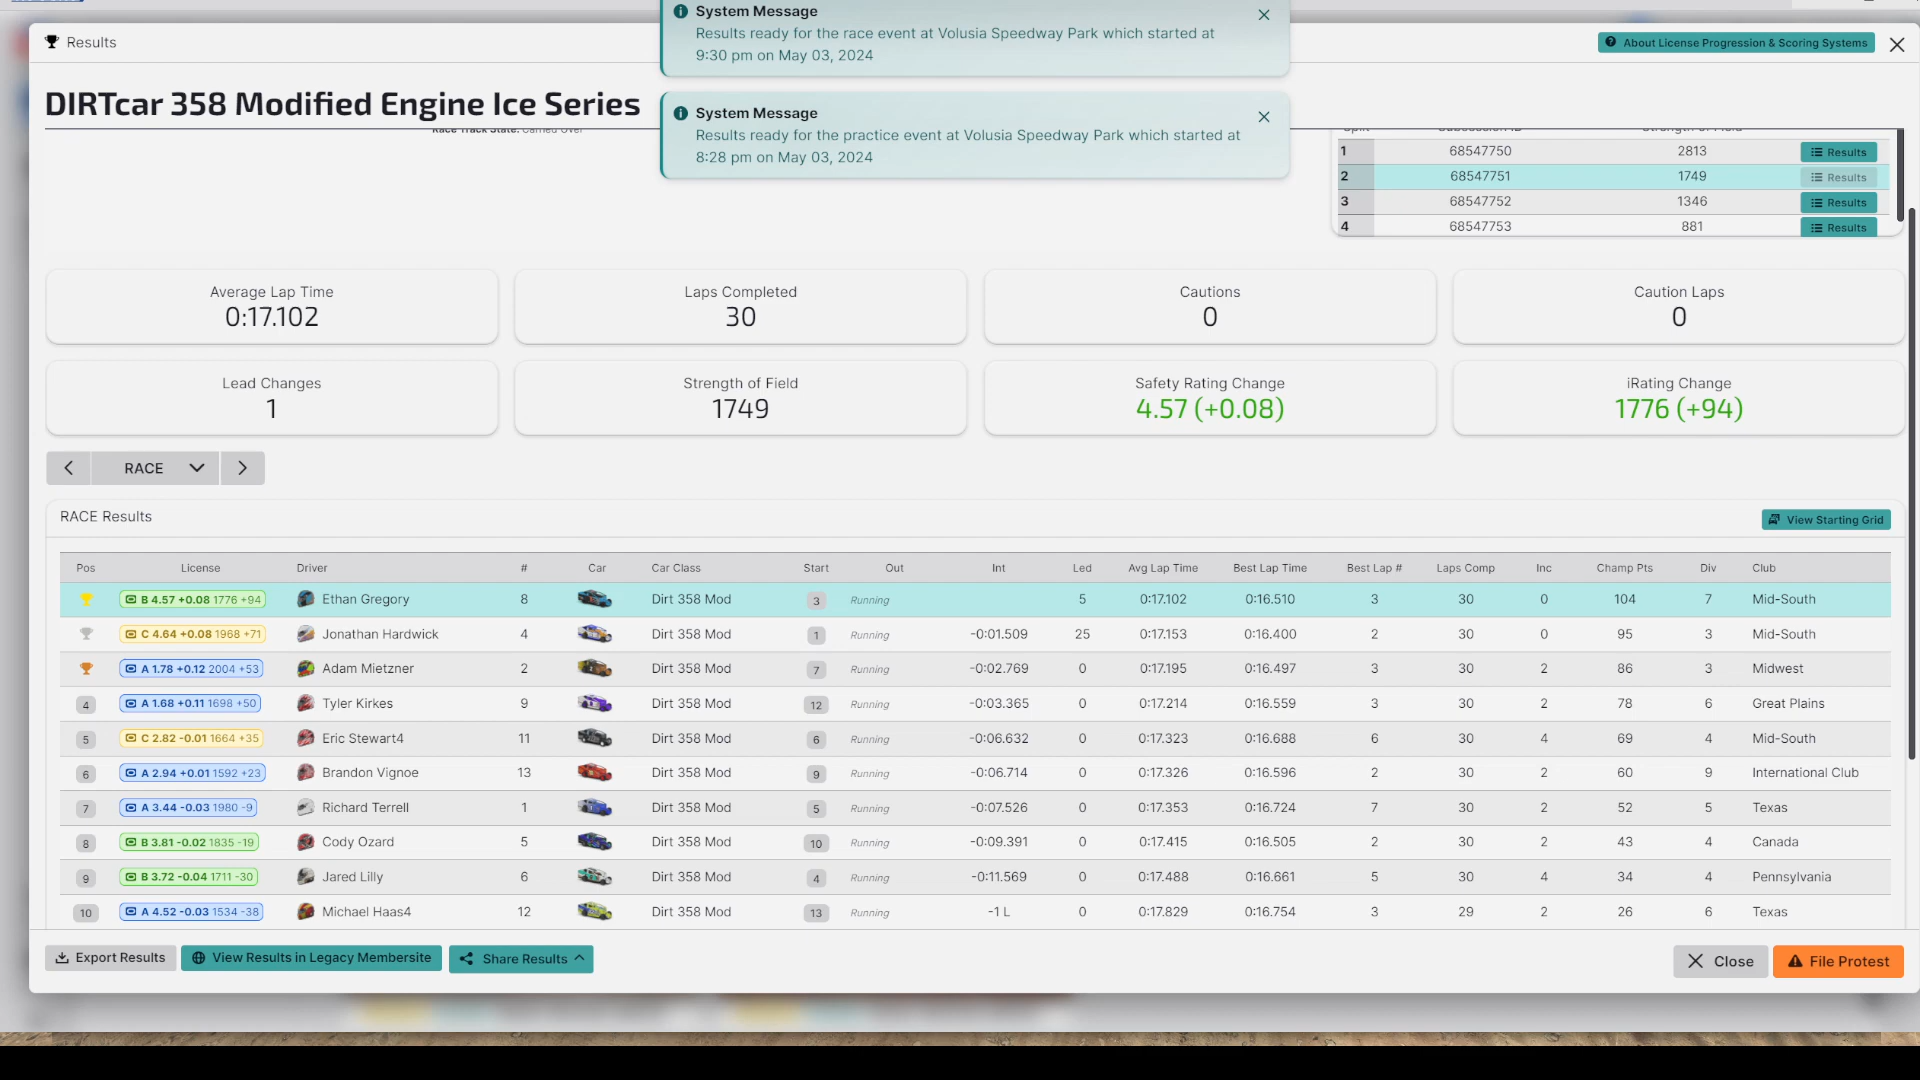 System Message
Results ready for the race event at Volusia Speedway Park which started at
9:30 pm on May 03, 2024
Results
About License Progression & Scoring Systems
DIRTcar 358 Modified Engine Ice Series
System Message
Results ready for the practice event at Volusia Speedway Park which started at
8:28 pm on May 03, 2024
Race Track State: Carried Over
Split Subsession ID Strength of Field
1 68547750 2813 Results
2 68547751 1749 Results
3 68547752 1346 Results
4 68547753 881 Results
Average Lap Time
0:17.102
Laps Completed
30
Cautions
0
Caution Laps
0
Lead Changes
1
Strength of Field
1749
Safety Rating Change
4.57 (+0.08)
iRating Change
1776 (+94)
RACE
RACE Results
View Starting Grid
Pos License Driver # Car Car Class Start Out Int Led Avg Lap Time Best Lap Time Best Lap # Laps Comp Inc Champ Pts Div Club
B 4.57 +0.08 1776 +94 Ethan Gregory 8 Dirt 358 Mod 3 Running 5 0:17.102 0:16.510 3 30 0 104 7 Mid-South
C 4.64 +0.08 1968 +71 Jonathan Hardwick 4 Dirt 358 Mod 1 Running -0:01.509 25 0:17.153 0:16.400 2 30 0 95 3 Mid-South
A 1.78 +0.12 2004 +53 Adam Mietzner 2 Dirt 358 Mod 7 Running -0:02.769 0 0:17.195 0:16.497 3 30 2 86 3 Midwest
4 A 1.68 +0.11 1698 +50 Tyler Kirkes 9 Dirt 358 Mod 12 Running -0:03.365 0 0:17.214 0:16.559 3 30 2 78 6 Great Plains
5 C 2.82 -0.01 1664 +35 Eric Stewart4 11 Dirt 358 Mod 6 Running -0:06.632 0 0:17.323 0:16.688 6 30 4 69 4 Mid-South
6 A 2.94 +0.01 1592 +23 Brandon Vignoe 13 Dirt 358 Mod 9 Running -0:06.714 0 0:17.326 0:16.596 2 30 2 60 9 International Club
7 A 3.44 -0.03 1980 -9 Richard Terrell 1 Dirt 358 Mod 5 Running -0:07.526 0 0:17.353 0:16.724 7 30 2 52 5 Texas
8 B 3.81 -0.02 1835 -19 Cody Ozard 5 Dirt 358 Mod 10 Running -0:09.391 0 0:17.415 0:16.505 2 30 2 43 4 Canada
9 B 3.72 -0.04 1711 -30 Jared Lilly 6 Dirt 358 Mod 4 Running -0:11.569 0 0:17.488 0:16.661 5 30 4 34 4 Pennsylvania
10 A 4.52 -0.03 1534 -38 Michael Haas4 12 Dirt 358 Mod 13 Running -1 L 0 0:17.829 0:16.754 3 29 2 26 6 Texas
Export Results
View Results in Legacy Membersite
Share Results
Close
File Protest